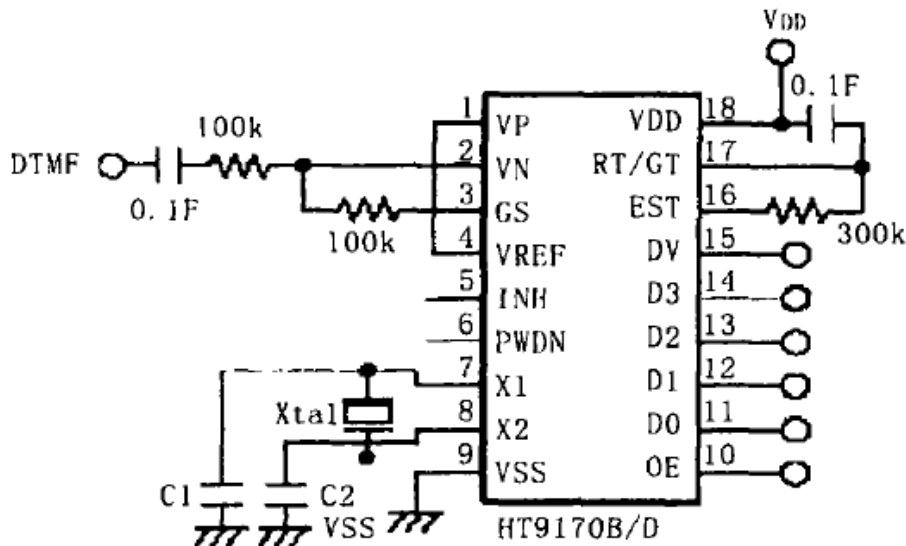 VDD
0.1F
DTMF
100k
0.1F
100k
1
2
3
4
5
6
7
8
9
VP
VN
GS
VREF
INH
PWDN
X1
X2
VSS
VDD
RT/GT
EST
DV
D3
D2
D1
D0
OE
18
17
16
15
14
13
12
11
10
300k
Xtal
C1
C2
VSS
HT9170B/D